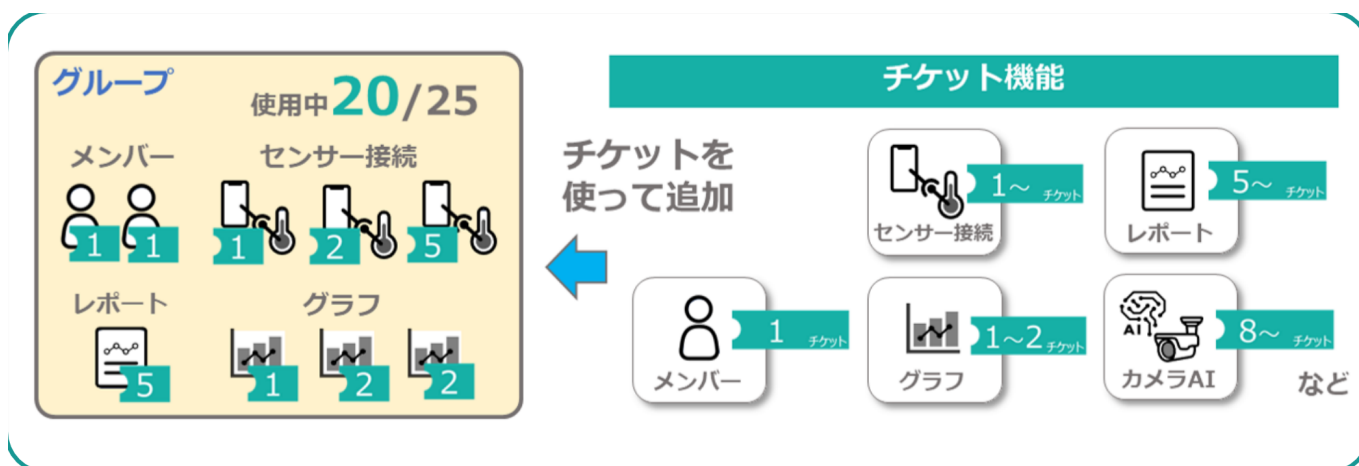 グループ
使用中20/25
メンバー
センサー接続
1
1
1
2
5
レポート
グラフ
5
1
2
2
チケットを
使って追加
チケット機能
1～ チケット
センサー接続
5～ チケット
レポート
1 チケット
メンバー
1～2 チケット
グラフ
AI
8～ チケット
カメラAI
など